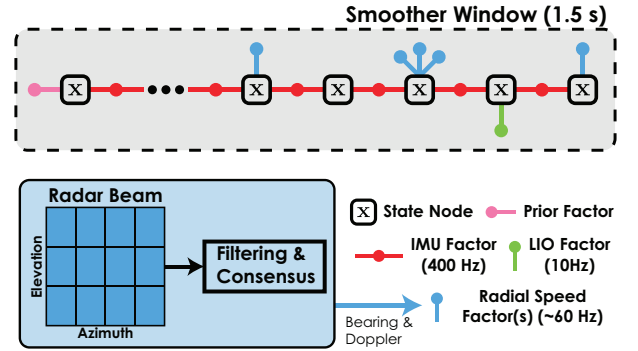 Smoother Window (1.5 s)
x
x
x
x
x
x
Radar Beam
Elevation
Azimuth
Filtering &
Consensus
Bearing &
Doppler
x State Node
Prior Factor
IMU Factor
(400 Hz)
LIO Factor
(10Hz)
Radial Speed
Factor(s) (~60 Hz)